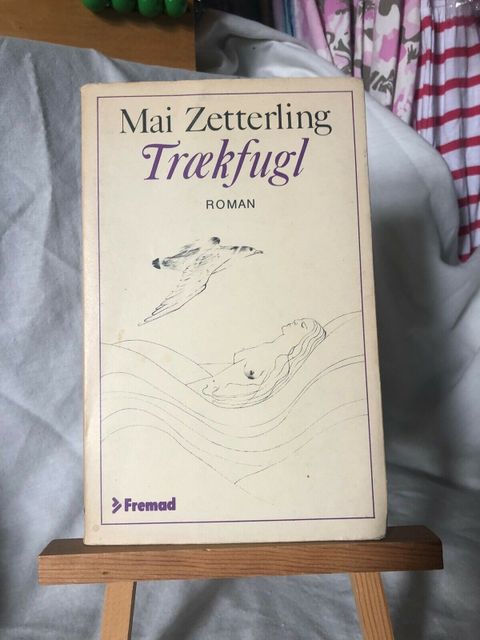 Mai Zetterling
Trækfugl
ROMAN
Fremad